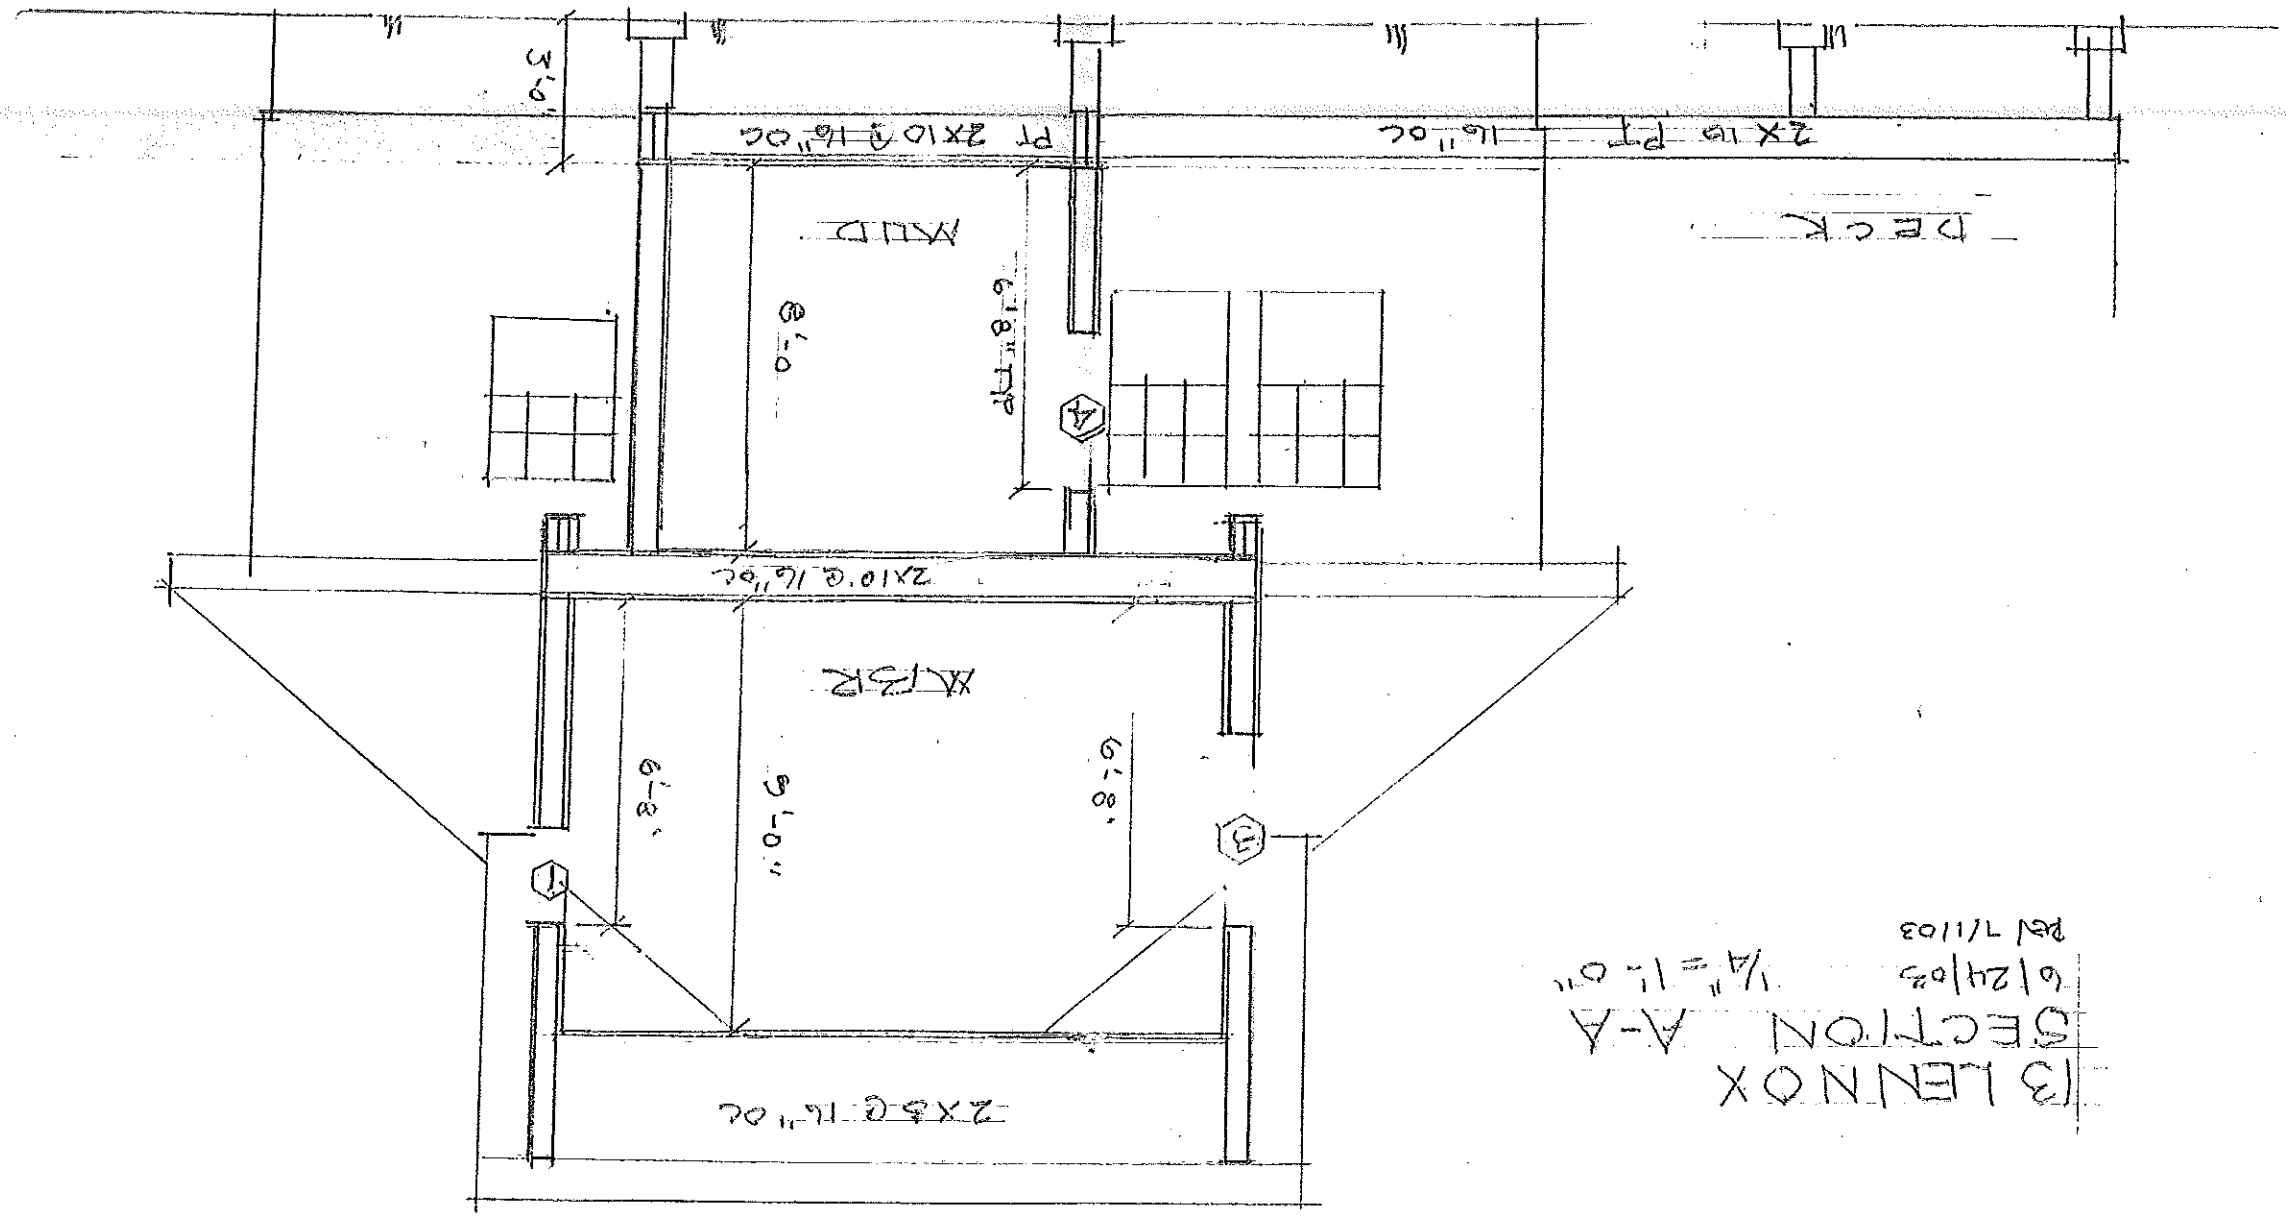 13 LENNOX
SECTION A-A
6/24/03 1/4" = 1'-0"
REV 7/1/03
2X8 @ 16" OC
9'-0"
6'-8"
6'-8"
1
3
MBR
2X10 @ 16" OC
A
6'8" TYP
8'-0
MUD
DECK
2X10 PT 16" OC
PT 2X10 @ 16" OC
3'-0"